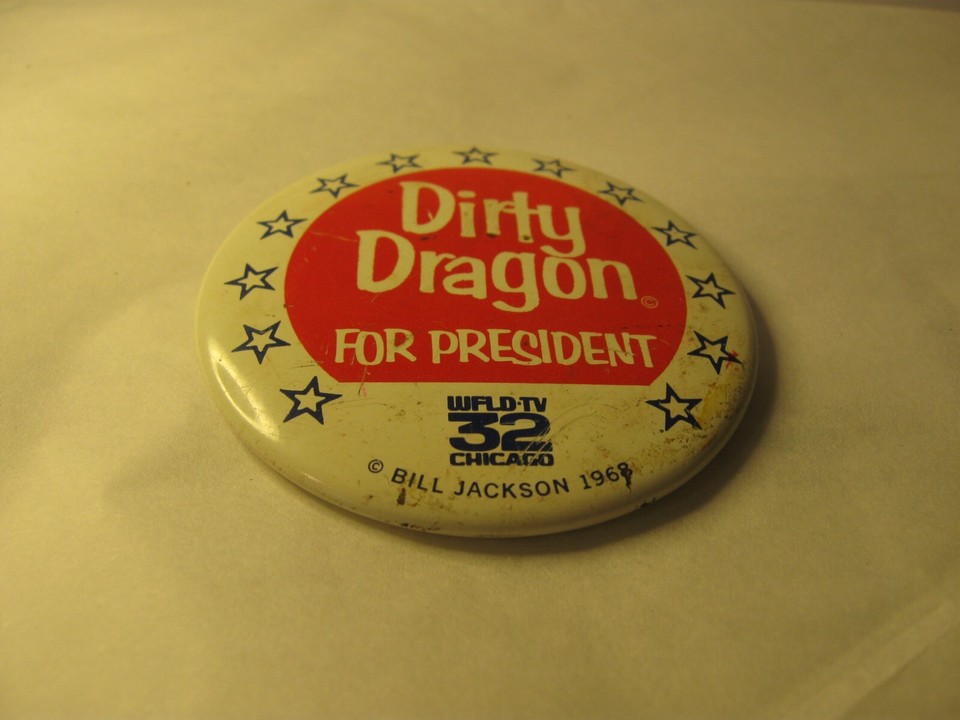 Dirty
Dragon
©
FOR PRESIDENT
WFLD·TV
32
CHICAGO
© BILL JACKSON 1968